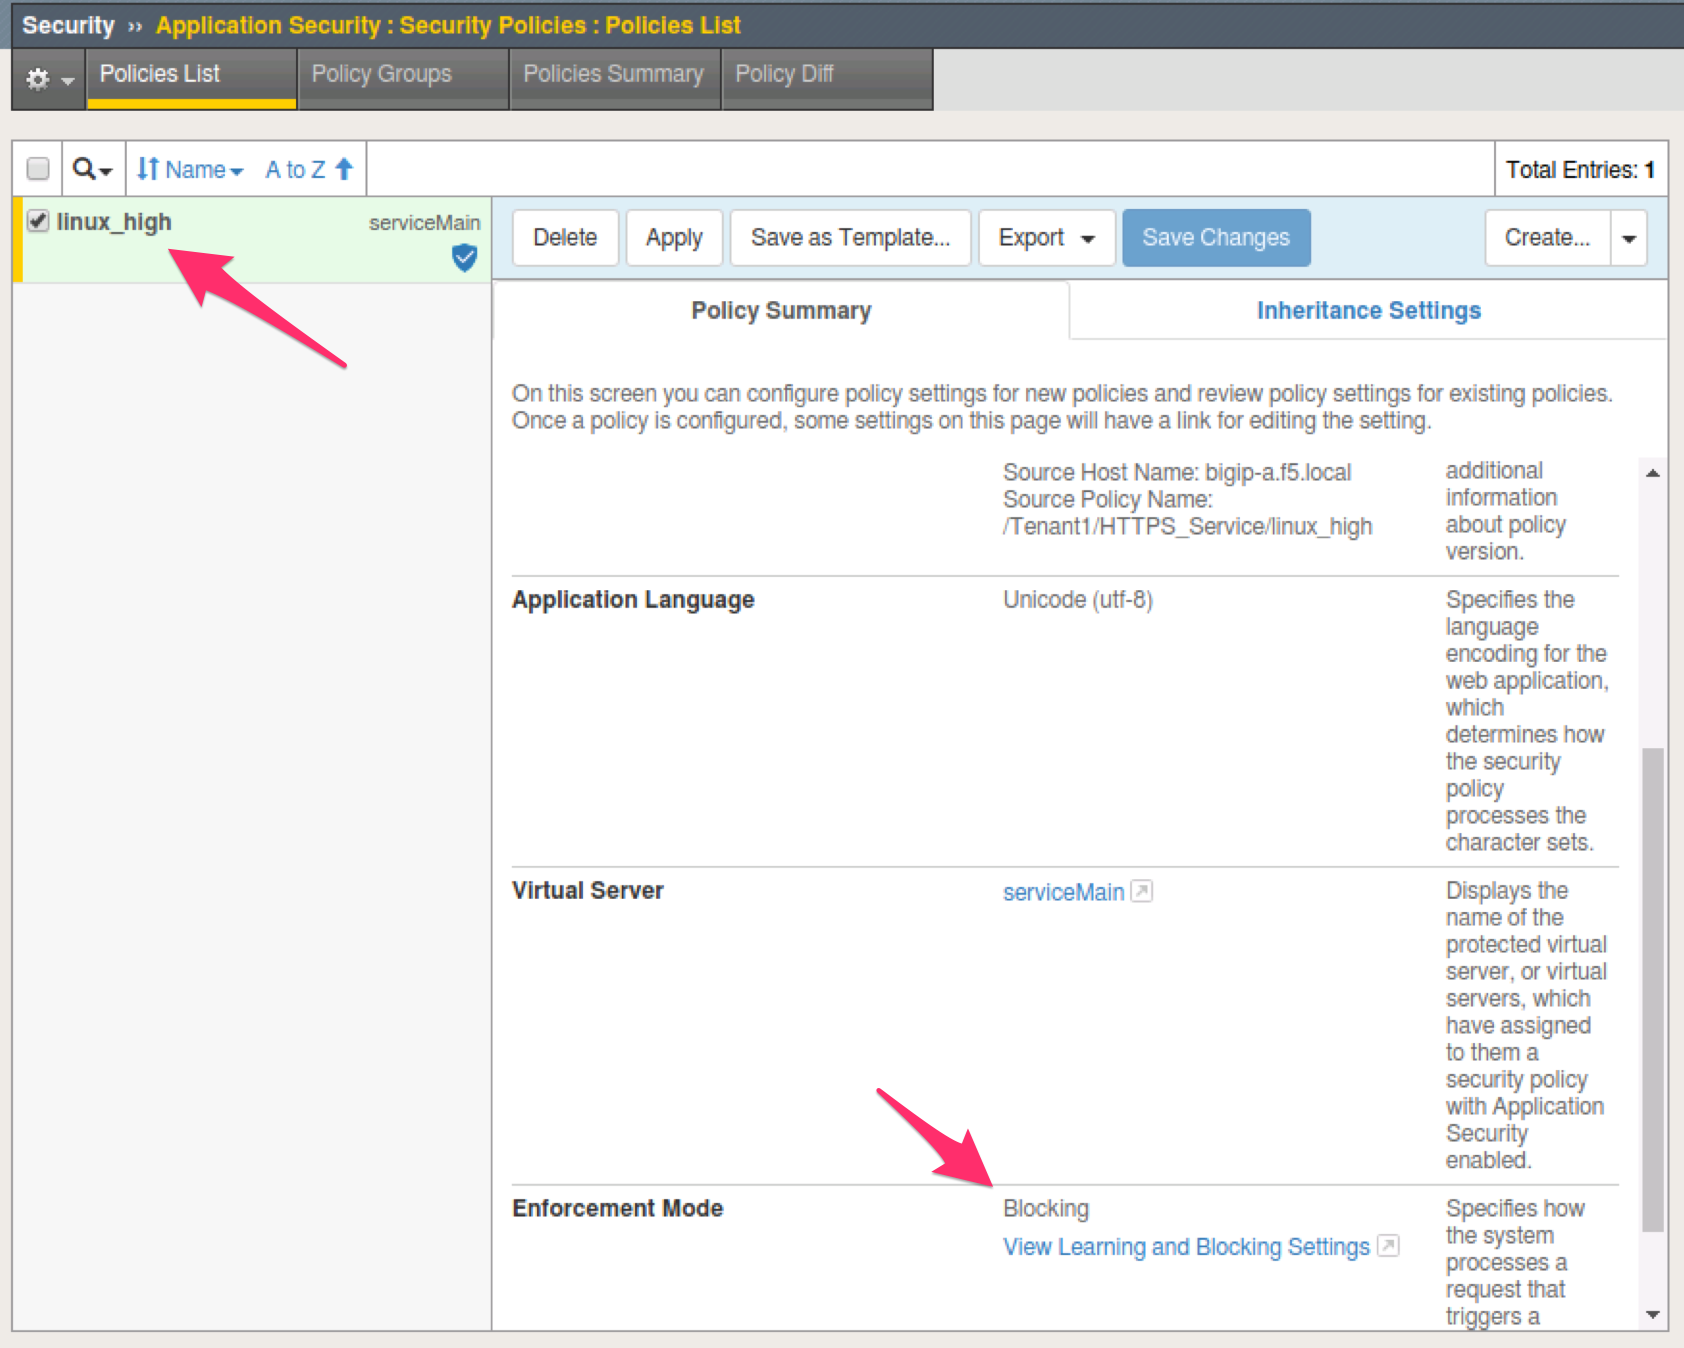 Security ›› Application Security : Security Policies : Policies List
Policies List
Policy Groups
Policies Summary
Policy Diff
Name
A to Z
Total Entries: 1
linux_high
serviceMain
Delete
Apply
Save as Template...
Export
Save Changes
Create...
Policy Summary
Inheritance Settings
On this screen you can configure policy settings for new policies and review policy settings for existing policies.
Once a policy is configured, some settings on this page will have a link for editing the setting.
Source Host Name: bigip-a.f5.local
Source Policy Name:
/Tenant1/HTTPS_Service/linux_high
additional
information
about policy
version.
Application Language
Unicode (utf-8)
Specifies the
language
encoding for the
web application,
which
determines how
the security
policy
processes the
character sets.
Virtual Server
serviceMain
Displays the
name of the
protected virtual
server, or virtual
servers, which
have assigned
to them a
security policy
with Application
Security
enabled.
Enforcement Mode
Blocking
View Learning and Blocking Settings
Specifies how
the system
processes a
request that
triggers a